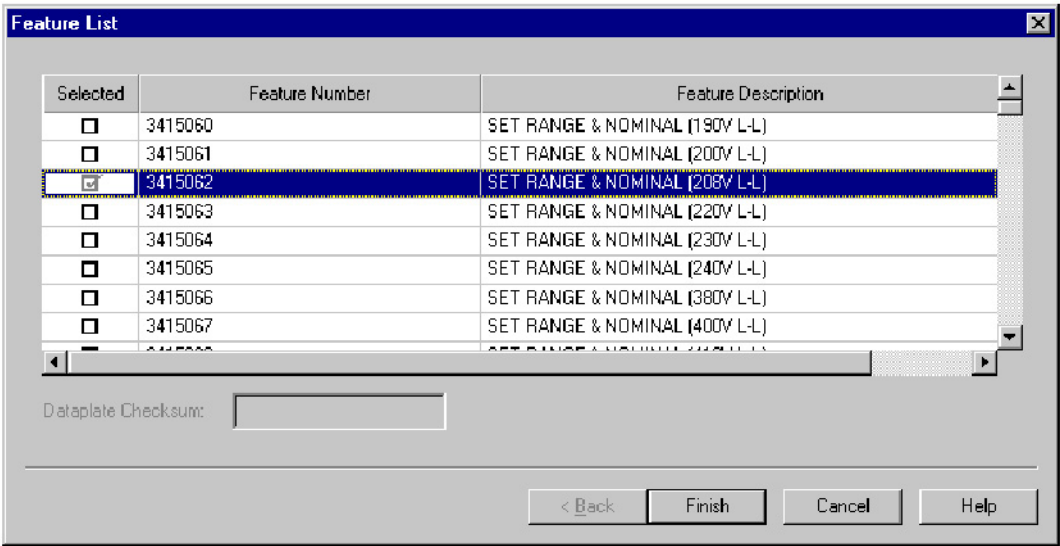 Feature List
Selected Feature Number Feature Description
3415060 SET RANGE & NOMINAL (190V L-L)
3415061 SET RANGE & NOMINAL (200V L-L)
3415062 SET RANGE & NOMINAL (208V L-L)
3415063 SET RANGE & NOMINAL (220V L-L)
3415064 SET RANGE & NOMINAL (230V L-L)
3415065 SET RANGE & NOMINAL (240V L-L)
3415066 SET RANGE & NOMINAL (380V L-L)
3415067 SET RANGE & NOMINAL (400V L-L)
Dataplate Checksum:
< Back Finish Cancel Help